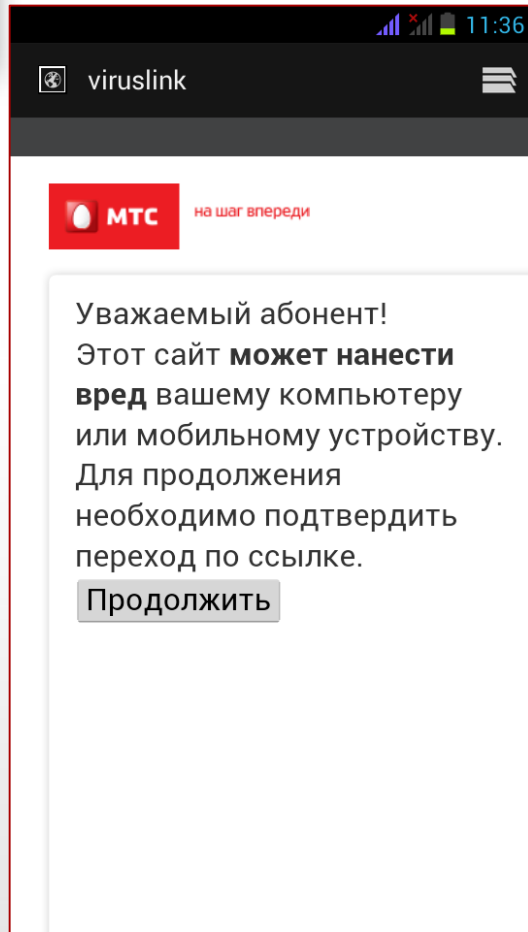 11:36
viruslink
МТС
на шаг впереди
Уважаемый абонент!
Этот сайт может нанести
вред вашему компьютеру
или мобильному устройству.
Для продолжения
необходимо подтвердить
переход по ссылке.
Продолжить